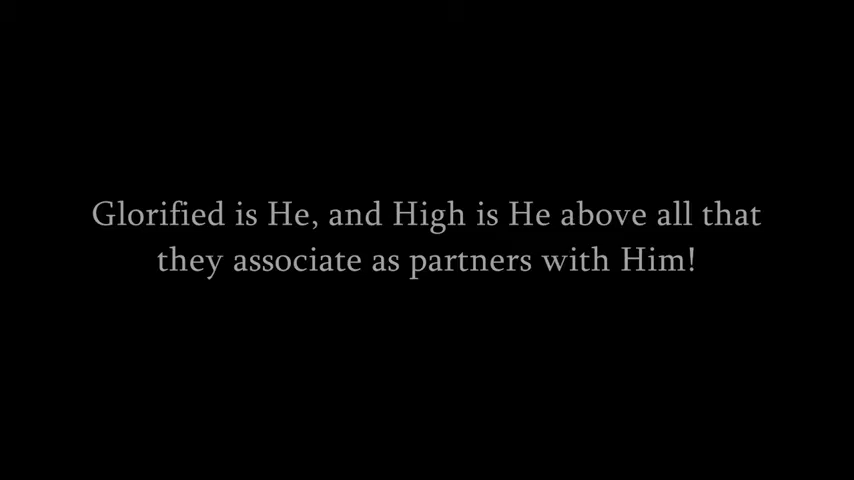 Glorified is He, and High is He above all that
they associate as partners with Him!